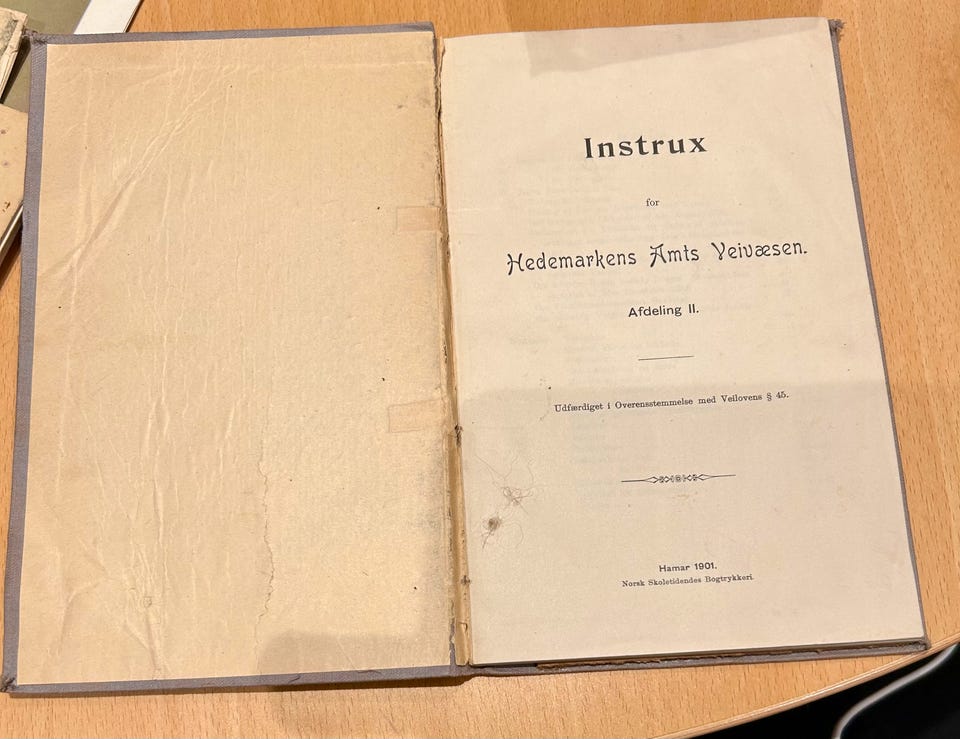 Instrux
for
Hedemarkens Amts Veivæsen.
Afdeling II.
Udfærdiget i Overensstemmelse med Veilovens § 45.
Hamar 1901.
Norsk Skoletidendes Bogtrykkeri.